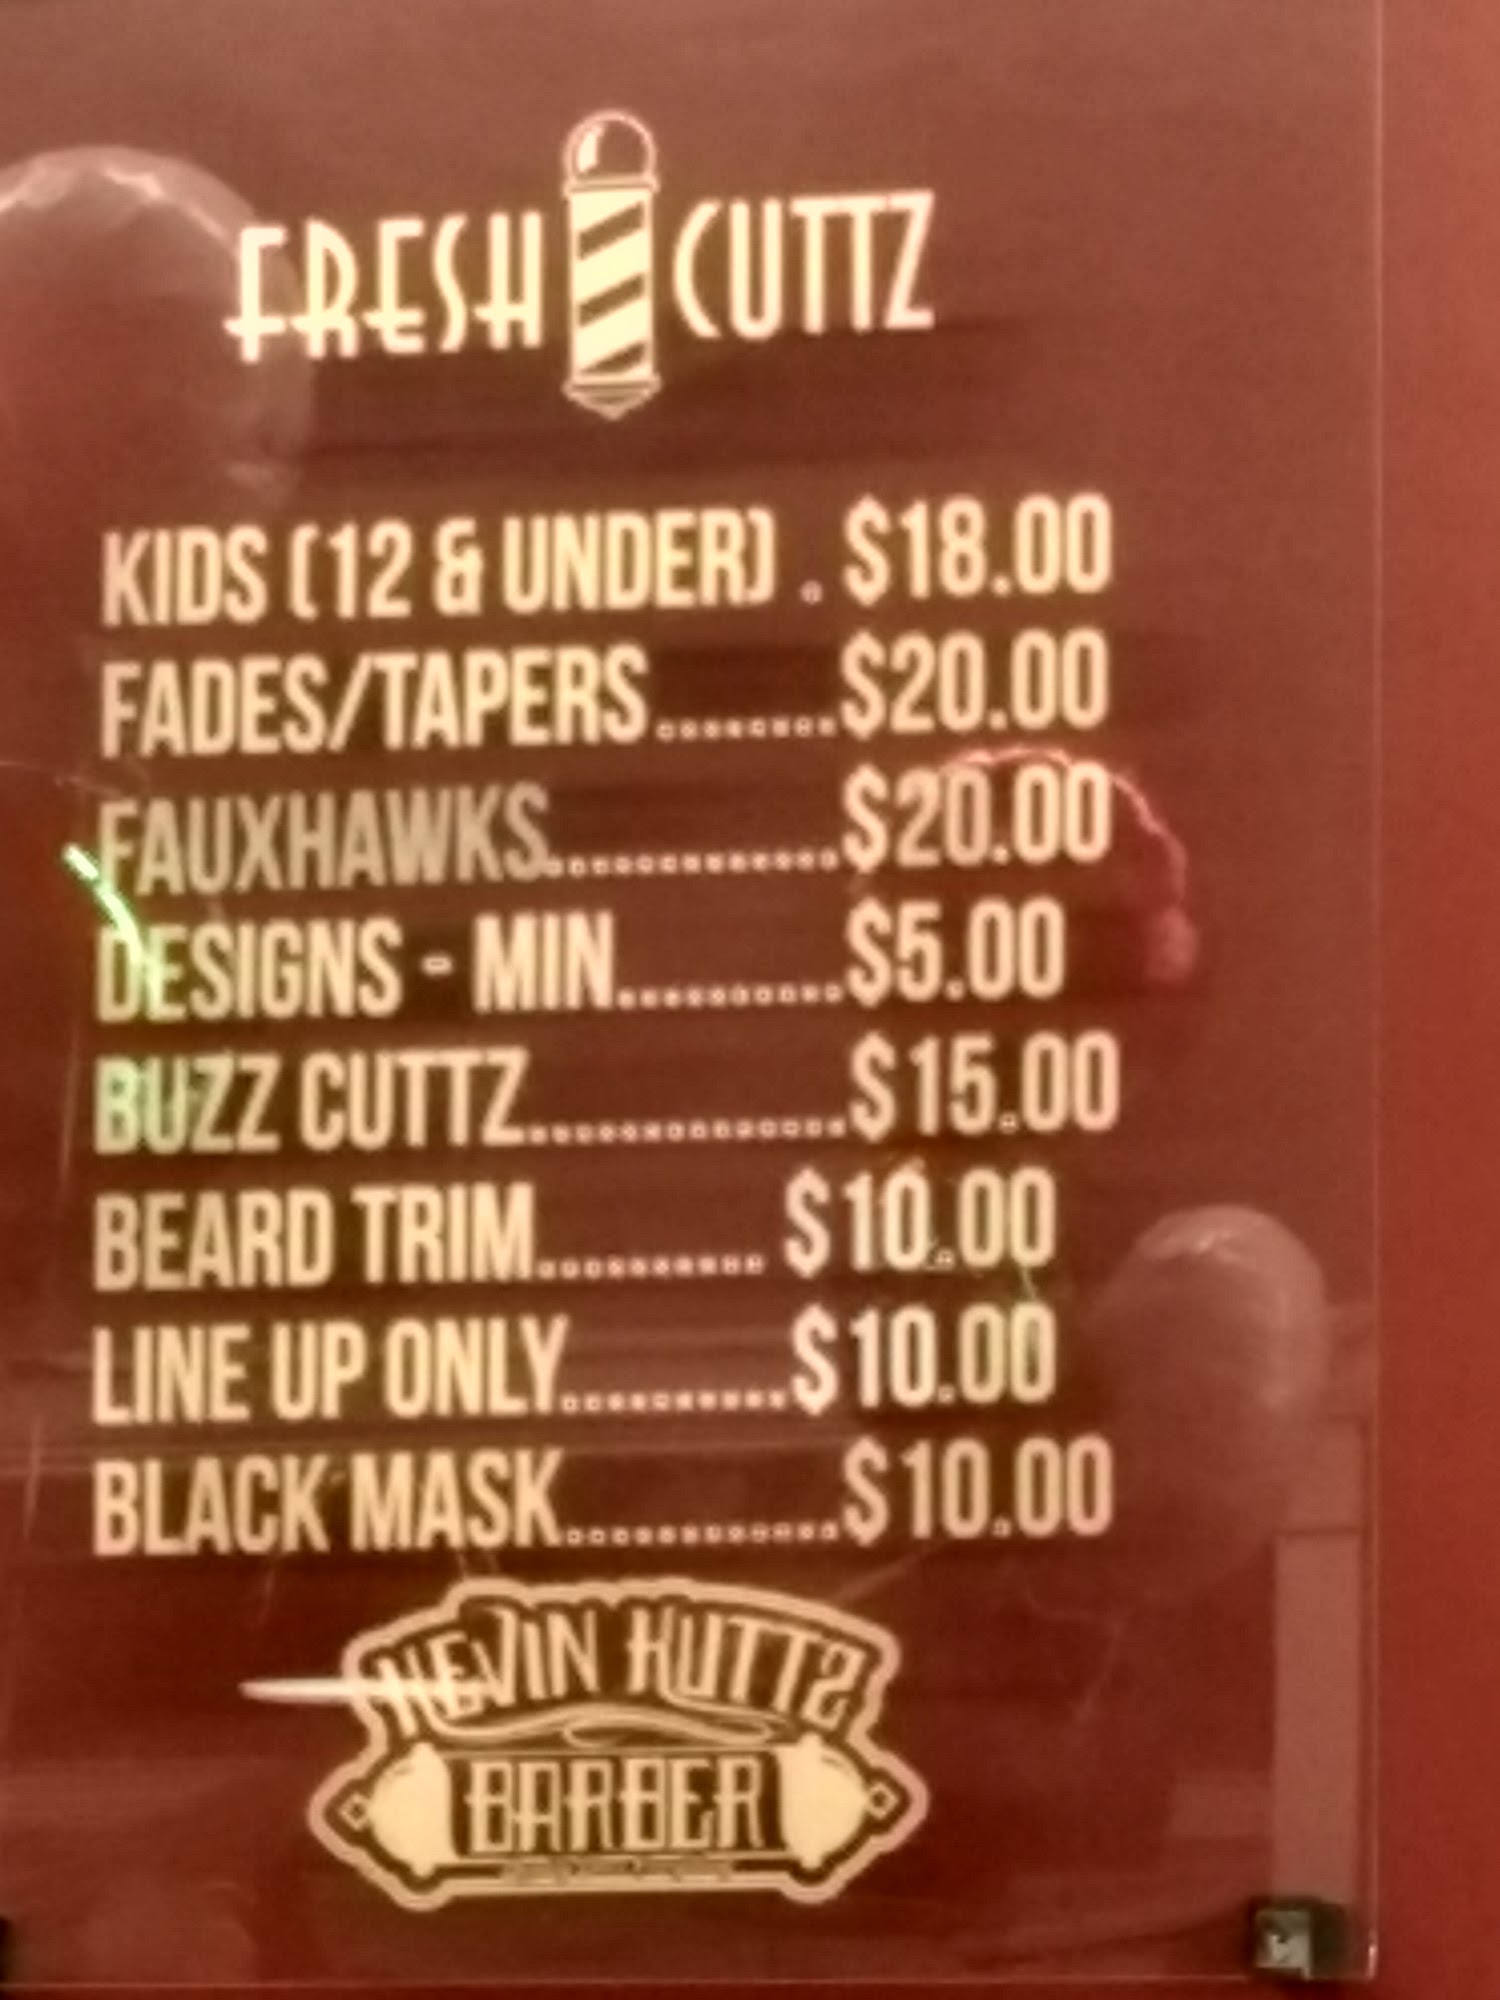 FRESH CUTTZ
KIDS (12 & UNDER) . $18.00
FADES/TAPERS........$20.00
FAUXHAWKS.............$20.00
DESIGNS - MIN..........$5.00
BUZZ CUTTZ..............$15.00
BEARD TRIM.......... $10.00
LINE UP ONLY..........$10.00
BLACK MASK............$10.00
KEVIN KUTTZ
BARBER